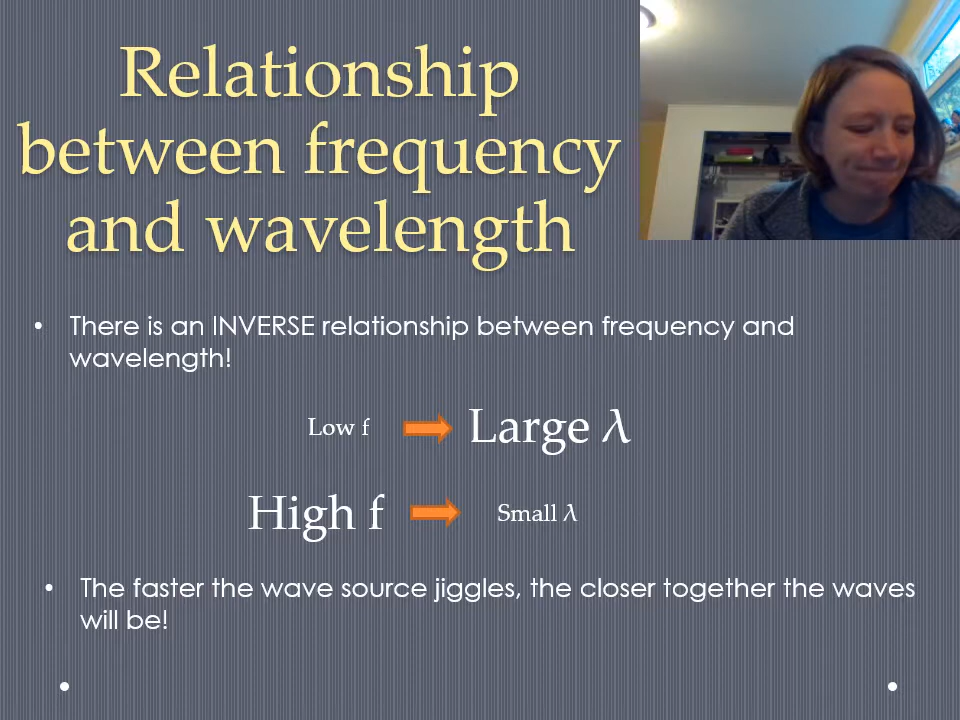 Relationship
between frequency
and wavelength
• There is an INVERSE relationship between frequency and
wavelength!
Low f Large λ
High f Small λ
• The faster the wave source jiggles, the closer together the waves
will be!